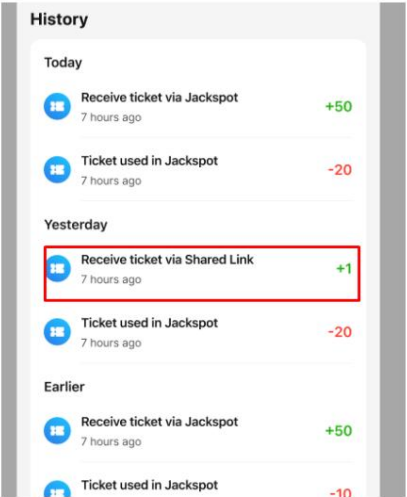 History
Today
Receive ticket via Jackspot
7 hours ago
+50
Ticket used in Jackspot
7 hours ago
-20
Yesterday
Receive ticket via Shared Link
7 hours ago
+1
Ticket used in Jackspot
7 hours ago
-20
Earlier
Receive ticket via Jackspot
7 hours ago
+50
Ticket used in Jackspot
-10